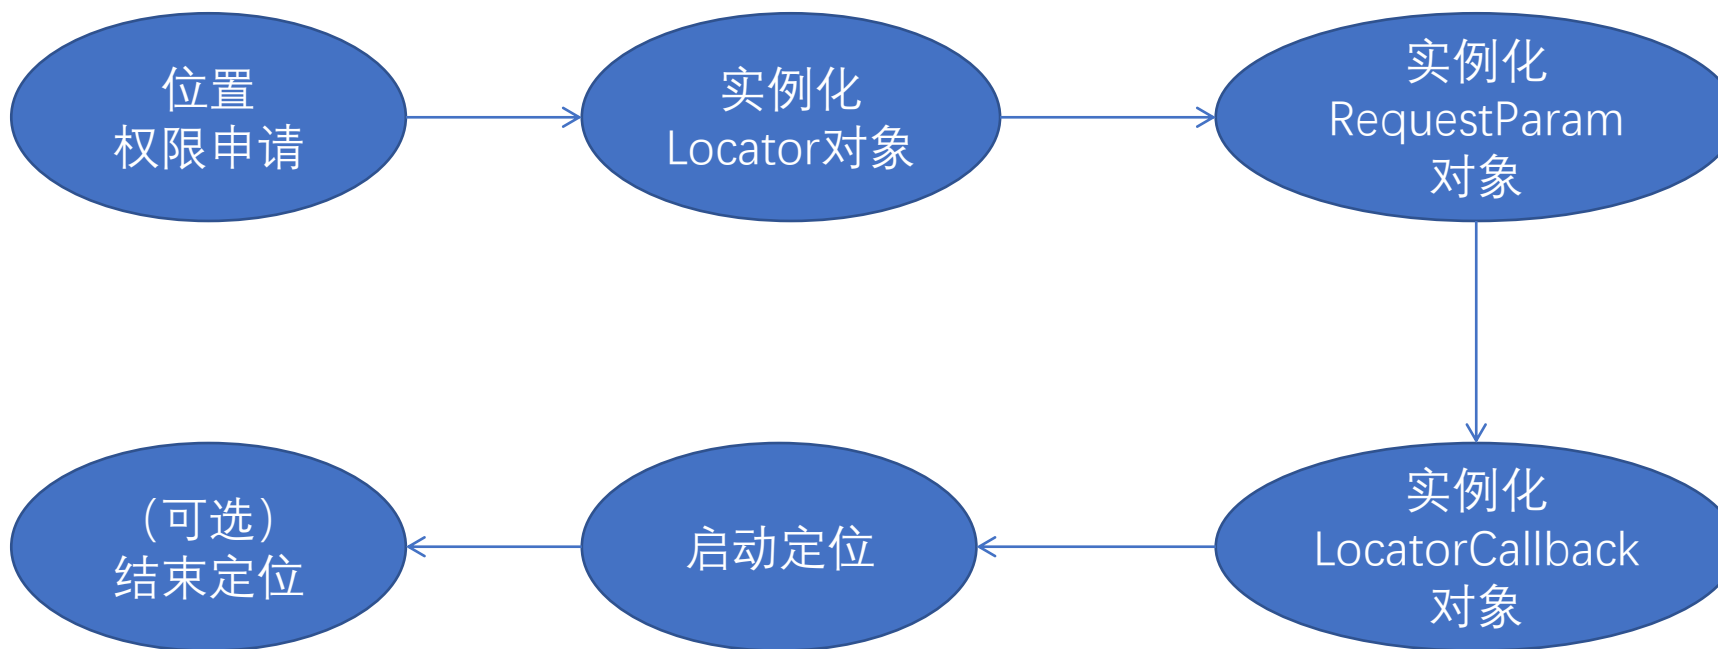 位置
权限申请
实例化
Locator对象
实例化
RequestParam
对象
实例化
LocatorCallback
对象
启动定位
（可选）
结束定位